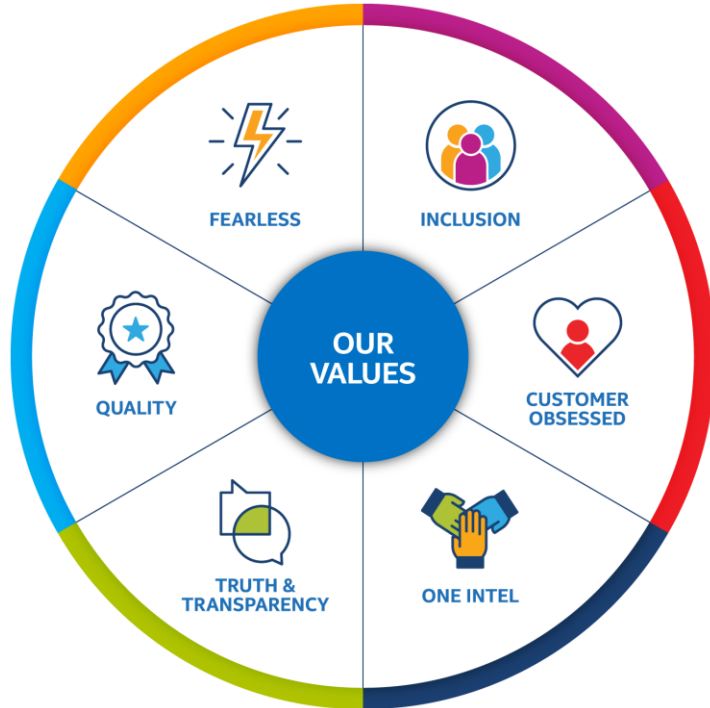 FEARLESS
INCLUSION
QUALITY
OUR
VALUES
CUSTOMER
OBSESSED
TRUTH &
TRANSPARENCY
ONE INTEL